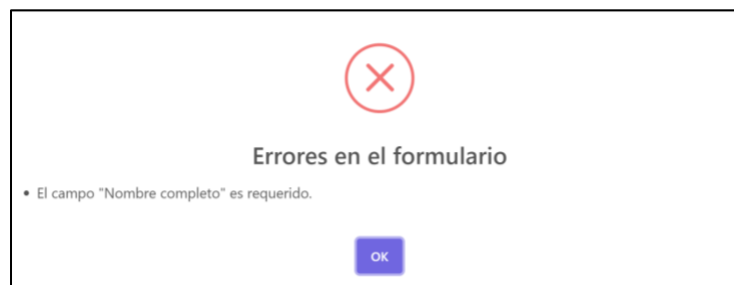 Errores en el formulario
El campo "Nombre completo" es requerido.
OK